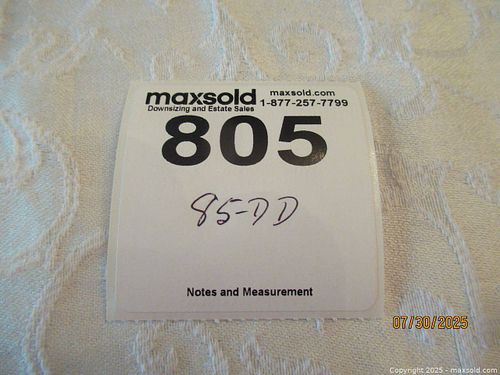 maxsold maxsold.com
Downsizing and Estate Sales 1-877-257-7799
805
85-DD
Notes and Measurement
07/30/2025
Copyright 2025 - maxsold.com